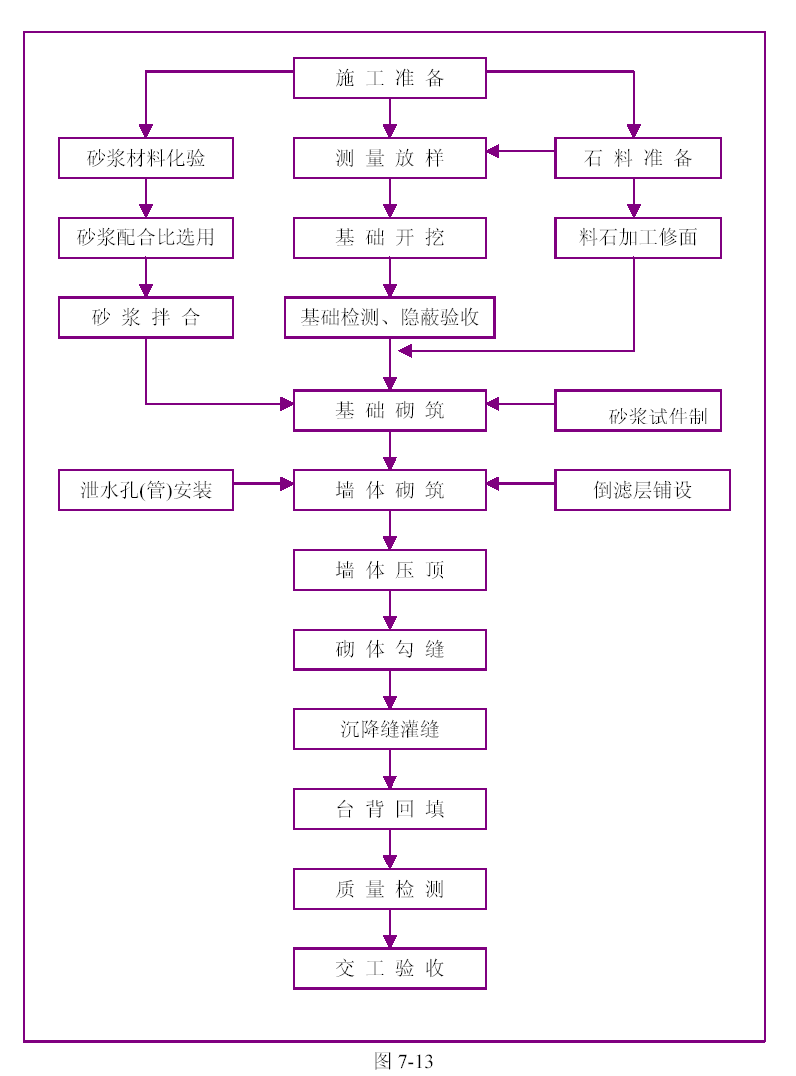 施工准备
砂浆材料化验
测量放样
石料准备
砂浆配合比选用
基础开挖
料石加工修面
砂浆拌合
基础检测、隐蔽验收
基础砌筑
砂浆试件制
泄水孔(管)安装
墙体砌筑
倒滤层铺设
墙体压顶
砌体勾缝
沉降缝灌缝
台背回填
质量检测
交工验收
图 7-13